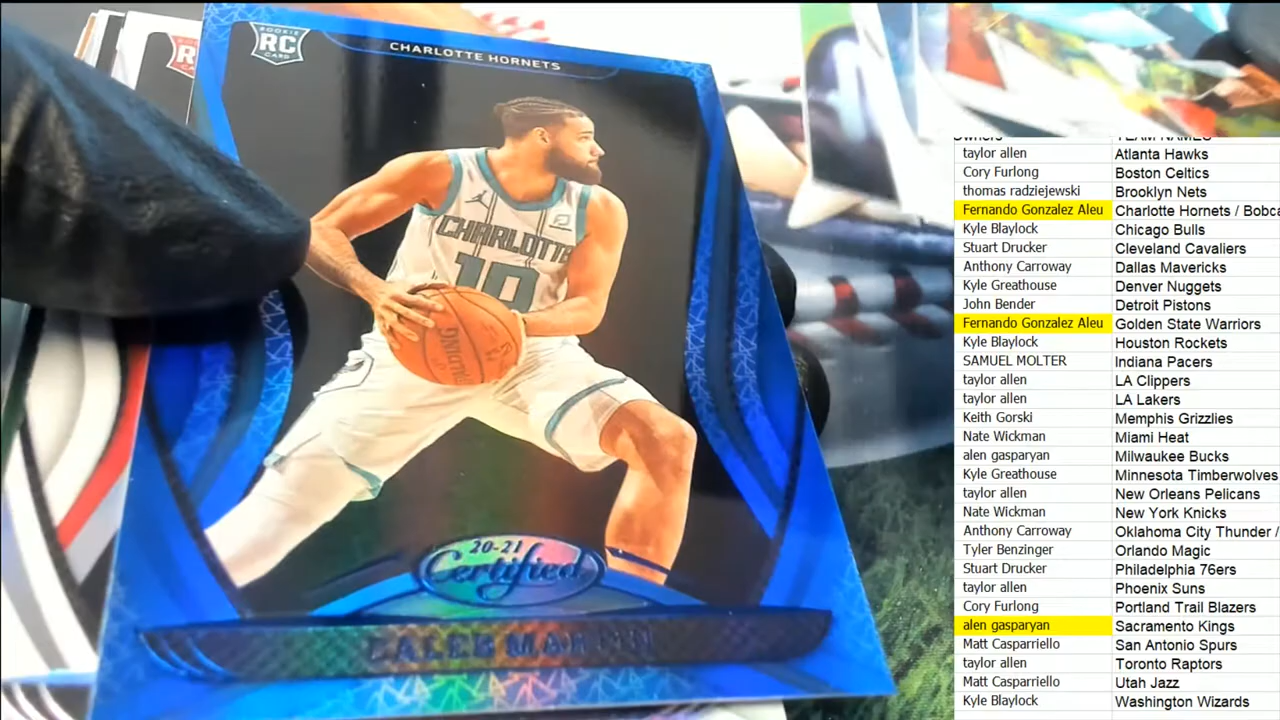 ROOKIE
RC
CARD
CHARLOTTE HORNETS
CHARLOTTE
10
20-21
Certified
CALEB MARTIN
Owners TEAM NAMES
taylor allen Atlanta Hawks
Cory Furlong Boston Celtics
thomas radziejewski Brooklyn Nets
Fernando Gonzalez Aleu Charlotte Hornets / Bobca
Kyle Blaylock Chicago Bulls
Stuart Drucker Cleveland Cavaliers
Anthony Carroway Dallas Mavericks
Kyle Greathouse Denver Nuggets
John Bender Detroit Pistons
Fernando Gonzalez Aleu Golden State Warriors
Kyle Blaylock Houston Rockets
SAMUEL MOLTER Indiana Pacers
taylor allen LA Clippers
taylor allen LA Lakers
Keith Gorski Memphis Grizzlies
Nate Wickman Miami Heat
alen gasparyan Milwaukee Bucks
Kyle Greathouse Minnesota Timberwolves
taylor allen New Orleans Pelicans
Nate Wickman New York Knicks
Anthony Carroway Oklahoma City Thunder /
Tyler Benzinger Orlando Magic
Stuart Drucker Philadelphia 76ers
taylor allen Phoenix Suns
Cory Furlong Portland Trail Blazers
alen gasparyan Sacramento Kings
Matt Casparriello San Antonio Spurs
taylor allen Toronto Raptors
Matt Casparriello Utah Jazz
Kyle Blaylock Washington Wizards